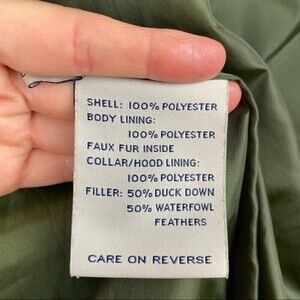 SHELL: 100% POLYESTER
BODY LINING:
100% POLYESTER
FAUX FUR INSIDE
COLLAR/HOOD LINING:
100% POLYESTER
FILLER: 50% DUCK DOWN
50% WATERFOWL
FEATHERS
CARE ON REVERSE